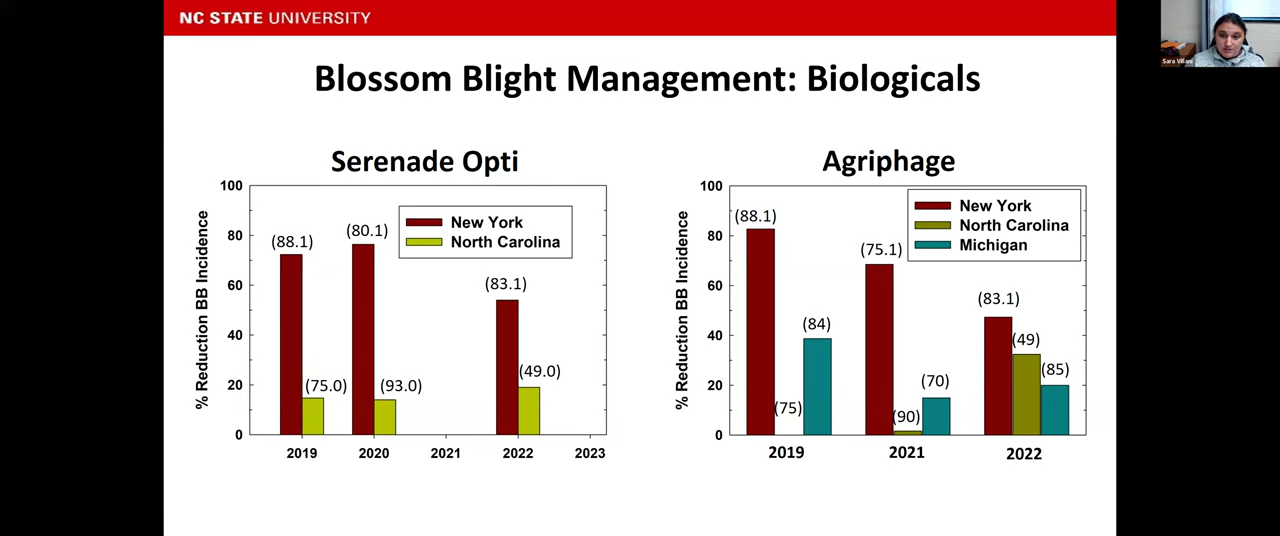 NC STATE UNIVERSITY
Sara Villani
Blossom Blight Management: Biologicals
Serenade Opti
% Reduction BB Incidence
100
80
60
40
20
0
New York
North Carolina
(88.1)
(80.1)
(83.1)
(75.0)
(93.0)
(49.0)
2019
2020
2021
2022
2023
Agriphage
% Reduction BB Incidence
100
80
60
40
20
0
New York
North Carolina
Michigan
(88.1)
(75.1)
(83.1)
(84)
(49)
(70)
(85)
(75)
(90)
2019
2021
2022